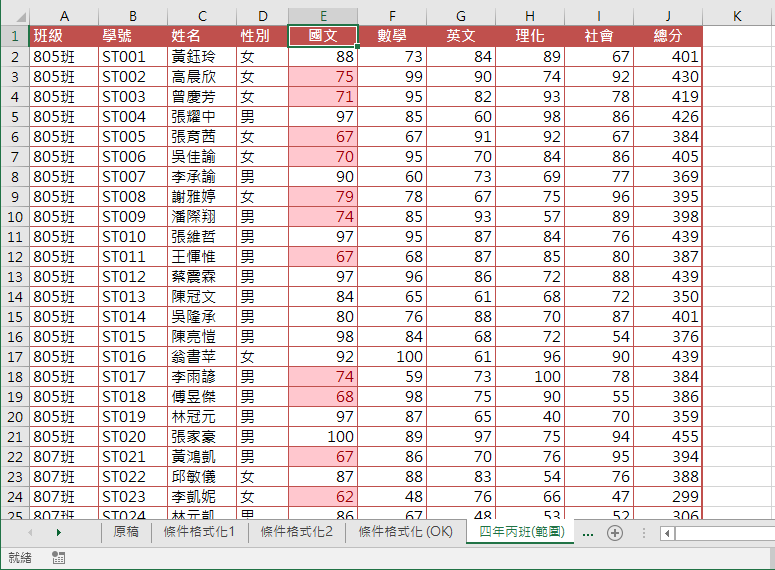 A B C D E F G H I J K
1 班級 學號 姓名 性別 國文 數學 英文 理化 社會 總分
2 805班 ST001 黃鈺玲 女 88 73 84 89 67 401
3 805班 ST002 高晨欣 女 75 99 90 74 92 430
4 805班 ST003 曾慶芳 女 71 95 82 93 78 419
5 805班 ST004 張耀中 男 97 85 60 98 86 426
6 805班 ST005 張育茜 女 67 67 91 92 67 384
7 805班 ST006 吳佳諭 女 70 95 70 84 86 405
8 805班 ST007 李承諭 男 90 60 73 69 77 369
9 805班 ST008 謝雅婷 女 79 78 67 75 96 395
10 805班 ST009 潘際翔 男 74 85 93 57 89 398
11 805班 ST010 張維哲 男 97 95 87 84 76 439
12 805班 ST011 王惲惟 男 67 68 87 85 80 387
13 805班 ST012 蔡震霖 男 97 96 86 72 88 439
14 805班 ST013 陳冠文 男 84 65 61 68 72 350
15 805班 ST014 吳隆承 男 80 76 88 70 87 401
16 805班 ST015 陳亮愷 男 98 84 68 72 54 376
17 805班 ST016 翁書苹 女 92 100 61 96 90 439
18 805班 ST017 李雨諺 男 74 59 73 100 78 384
19 805班 ST018 傅昱傑 男 68 98 75 90 55 386
20 805班 ST019 林冠元 男 97 87 65 40 70 359
21 805班 ST020 張家豪 男 100 89 97 75 94 455
22 807班 ST021 黃鴻凱 男 67 86 70 76 95 394
23 807班 ST022 邱敏儀 女 87 88 83 54 76 388
24 807班 ST023 李凱妮 女 62 48 76 66 47 299
25 807班 ST024 林元凱 男 86 67 48 53 52 306
原稿 條件格式化1 條件格式化2 條件格式化 (OK) 四年丙班(範圍) ...
就緒